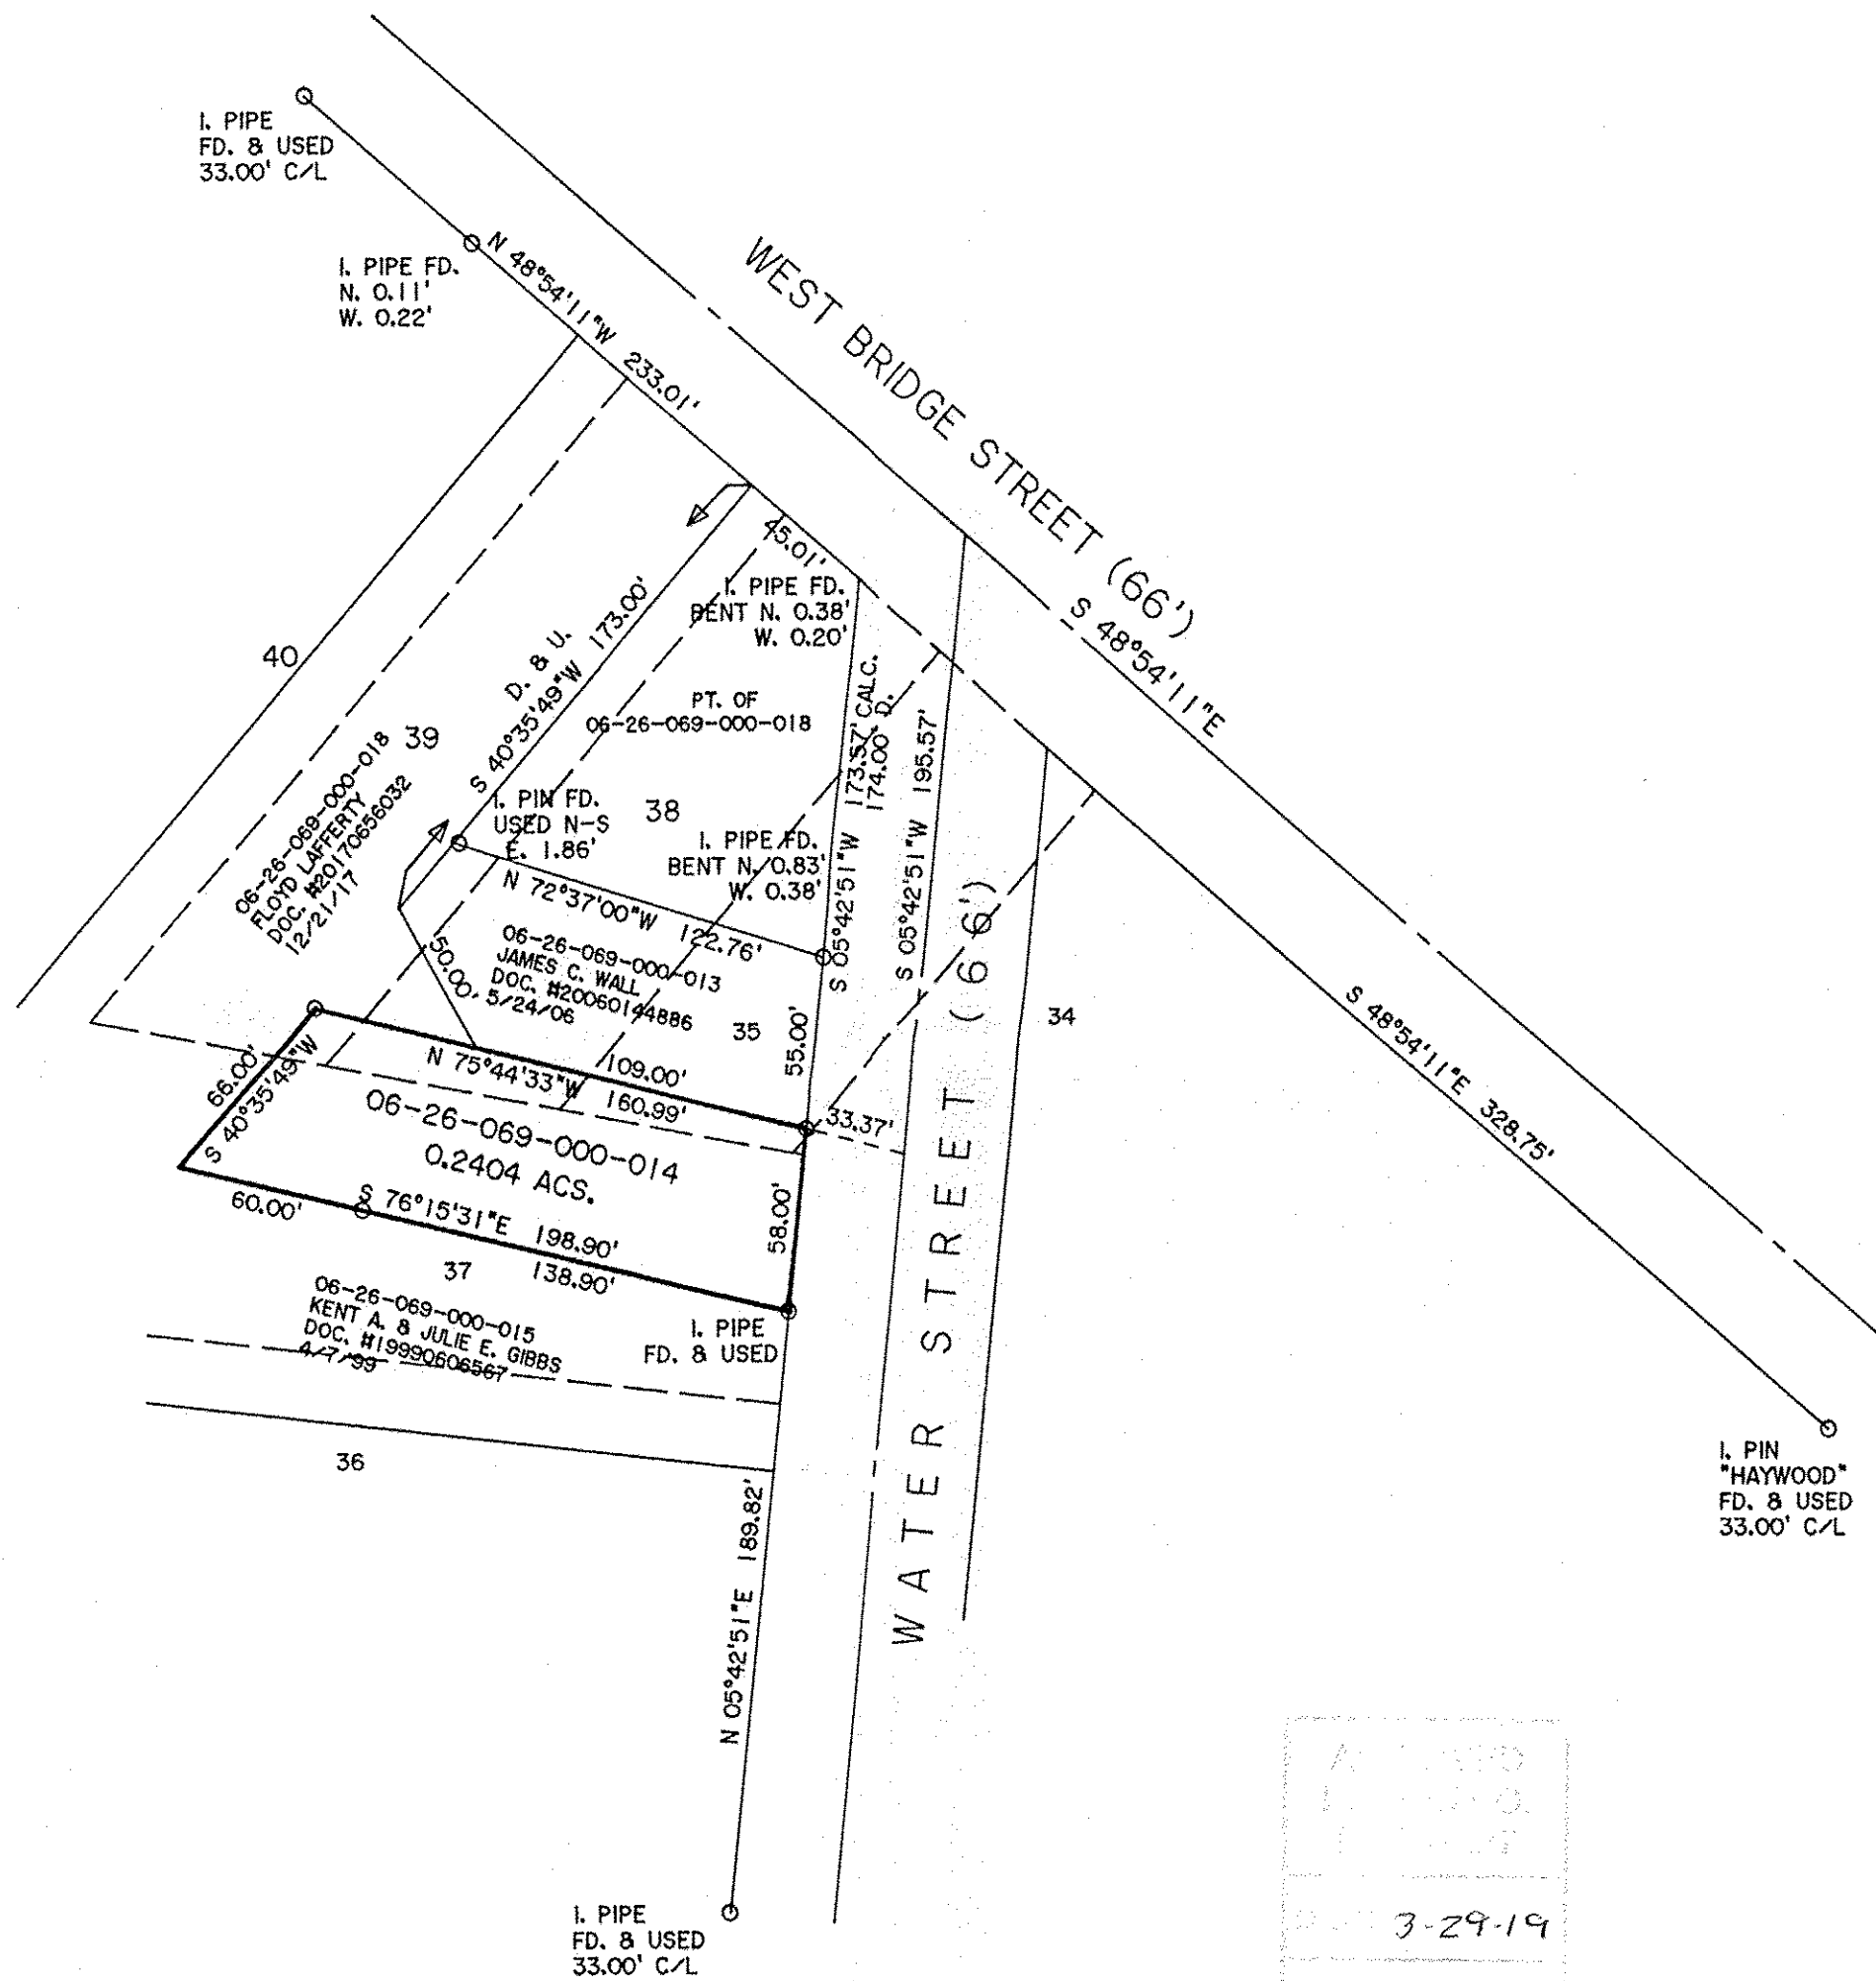 I. PIPE
FD. & USED
33.00' C/L
I. PIPE FD.
N. 0.11'
W. 0.22'
N 48°54'11"W 233.01'
WEST BRIDGE STREET (66')
S 48°54'11"E
45.01'
I. PIPE FD.
BENT N. 0.38'
W. 0.20'
D. & U.
S 40°35'49"W 173.00'
40
39
PT. OF
06-26-069-000-018
173.57' CALC.
174.00' D.
S 05°42'51"W
S 05°42'51"W 195.57'
06-26-069-000-018
FLOYD LAFFERTY
DOC. #20170656032
12/21/17
I. PIN FD.
USED N-S
E. 1.86'
38
I. PIPE FD.
BENT N. 0.83'
W. 0.38'
N 72°37'00"W 122.76'
06-26-069-000-013
JAMES C. WALL
DOC. #20060144886
5/24/06
50.00'
35
55.00'
34
S 48°54'11"E 328.75'
66.00'
S 40°35'49"W
109.00'
N 75°44'33"W 160.99'
33.37'
06-26-069-000-014
0.2404 ACS.
58.00'
60.00'
S 76°15'31"E 198.90'
138.90'
37
06-26-069-000-015
KENT A. & JULIE E. GIBBS
DOC. #19990606567
4/7/99
I. PIPE
FD. & USED
WATER STREET (66')
36
N 05°42'51"E 189.82'
I. PIN
"HAYWOOD"
FD. & USED
33.00' C/L
I. PIPE
FD. & USED
33.00' C/L
3-29-19